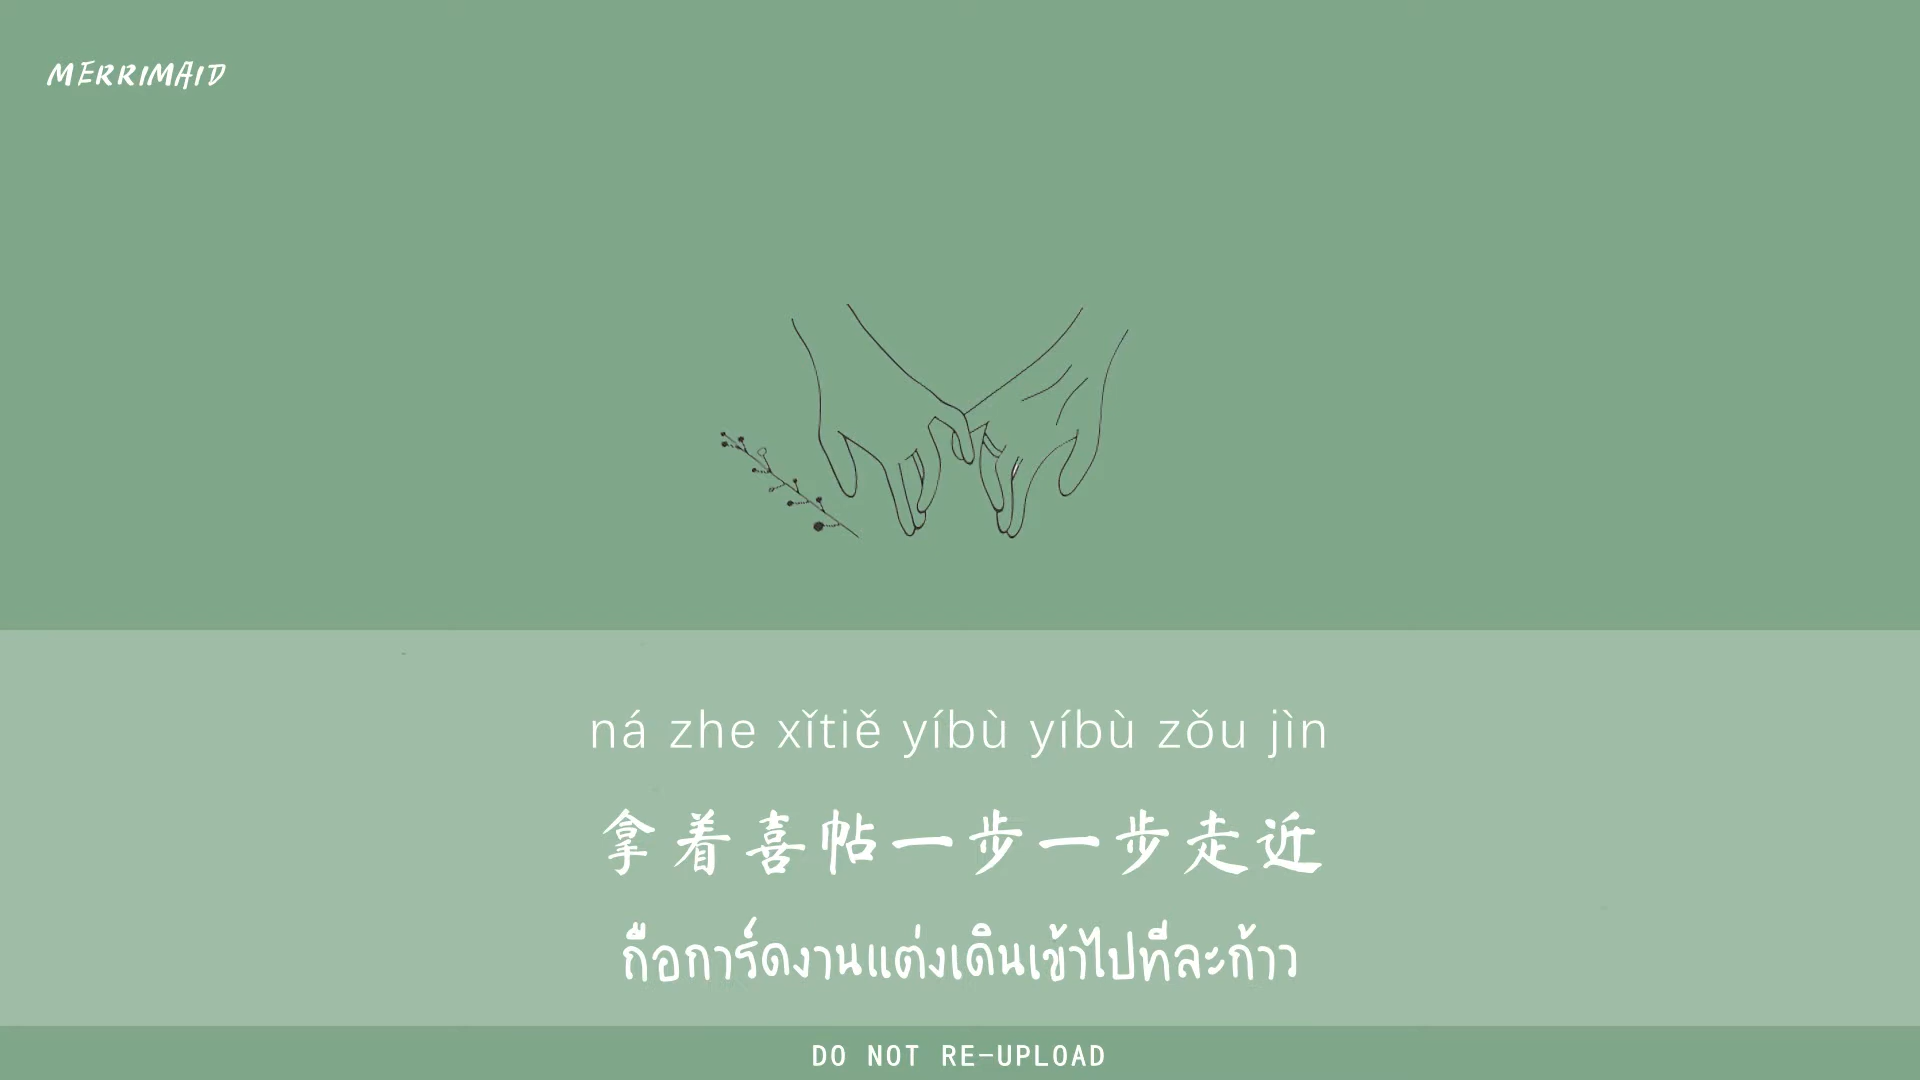 MERRIMAID
ná zhe xǐtiě yíbù yíbù zǒu jìn
拿着喜帖一步一步走近
ถือการ์ดงานแต่งเดินเข้าไปทีละก้าว
DO NOT RE-UPLOAD